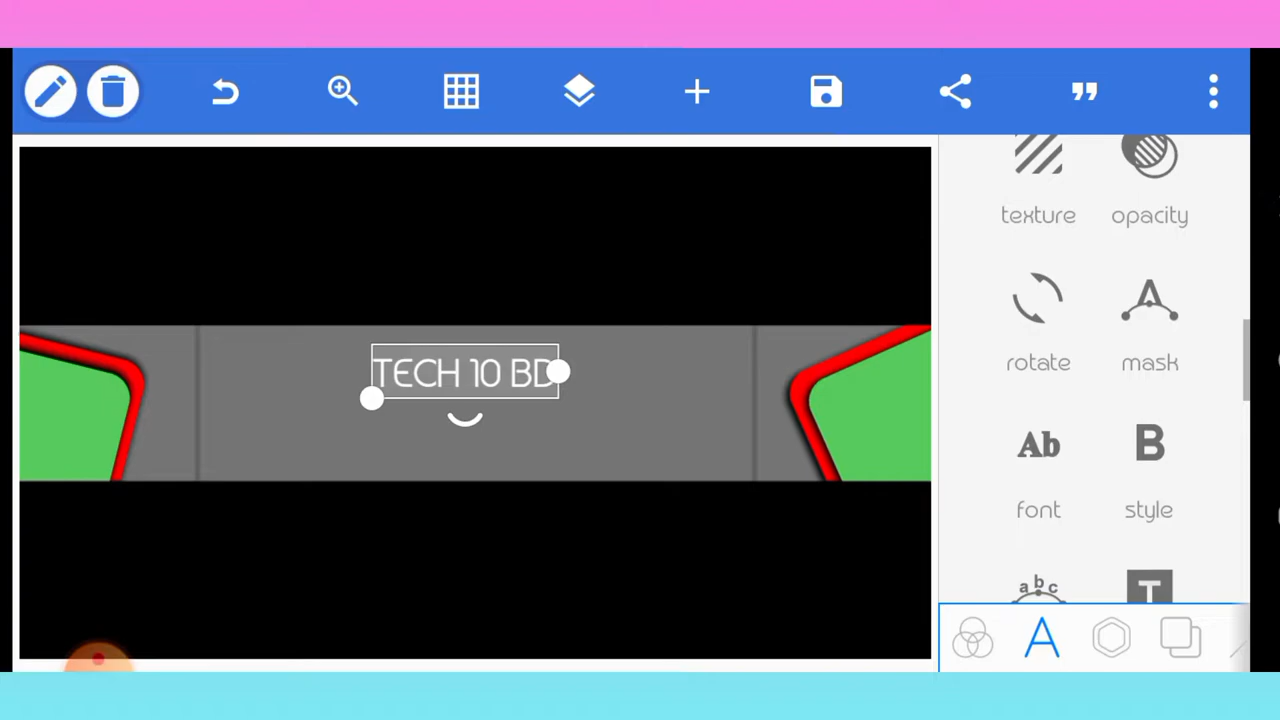 texture opacity
TECH 10 BD
rotate mask
Ab B
font style
abc T
A